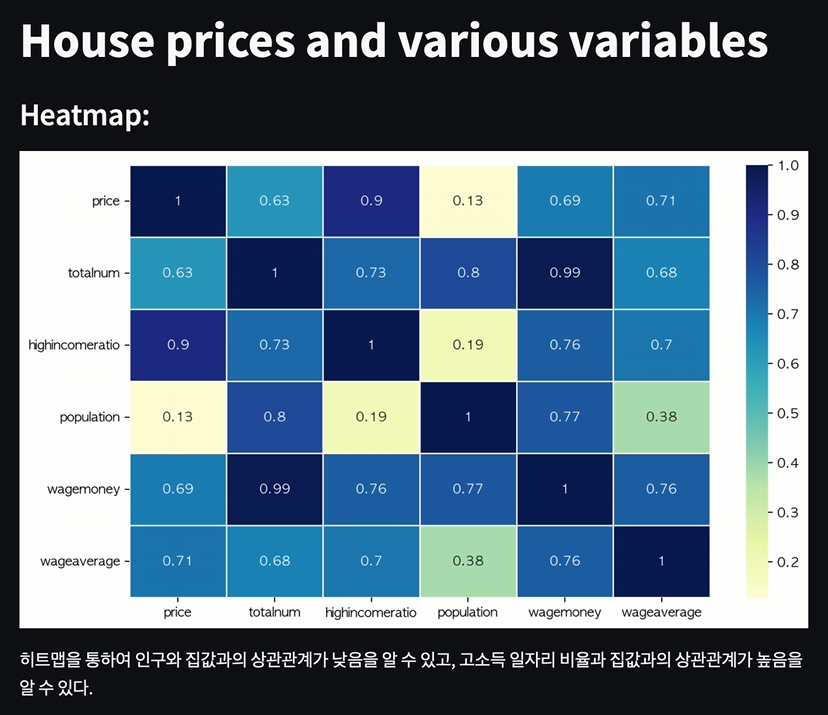 House prices and various variables
Heatmap:
price 1 0.63 0.9 0.13 0.69 0.71
totalnum 0.63 1 0.73 0.8 0.99 0.68
highincomeratio 0.9 0.73 1 0.19 0.76 0.7
population 0.13 0.8 0.19 1 0.77 0.38
wagemoney 0.69 0.99 0.76 0.77 1 0.76
wageaverage 0.71 0.68 0.7 0.38 0.76 1
price totalnum highincomeratio population wagemoney wageaverage
1.0
0.9
0.8
0.7
0.6
0.5
0.4
0.3
0.2
히트맵을 통하여 인구와 집값과의 상관관계가 낮음을 알 수 있고, 고소득 일자리 비율과 집값과의 상관관계가 높음을
알 수 있다.